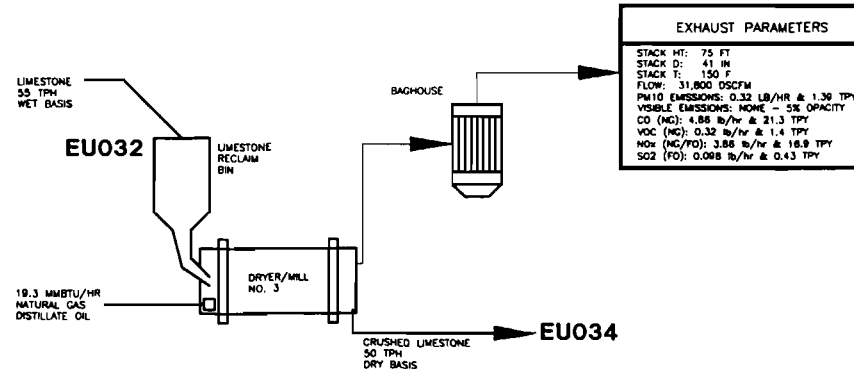 EXHAUST PARAMETERS
STACK HT: 75 FT
STACK D: 41 IN
STACK T: 150 F
FLOW: 31,800 DSCFM
PM10 EMISSIONS: 0.32 LB/HR & 1.39 TPY
VISIBLE EMISSIONS: NONE - 5% OPACITY
CO (NG): 4.86 lb/hr & 21.3 TPY
VOC (NG): 0.32 lb/hr & 1.4 TPY
NOx (NG/FO): 3.86 lb/hr & 16.9 TPY
SO2 (FO): 0.098 lb/hr & 0.43 TPY
LIMESTONE
55 TPH
WET BASIS
BAGHOUSE
EU032
LIMESTONE
RECLAIM
BIN
DRYER/MILL
NO. 3
19.3 MMBTU/HR
NATURAL GAS
DISTILLATE OIL
CRUSHED LIMESTONE
50 TPH
DRY BASIS
EU034